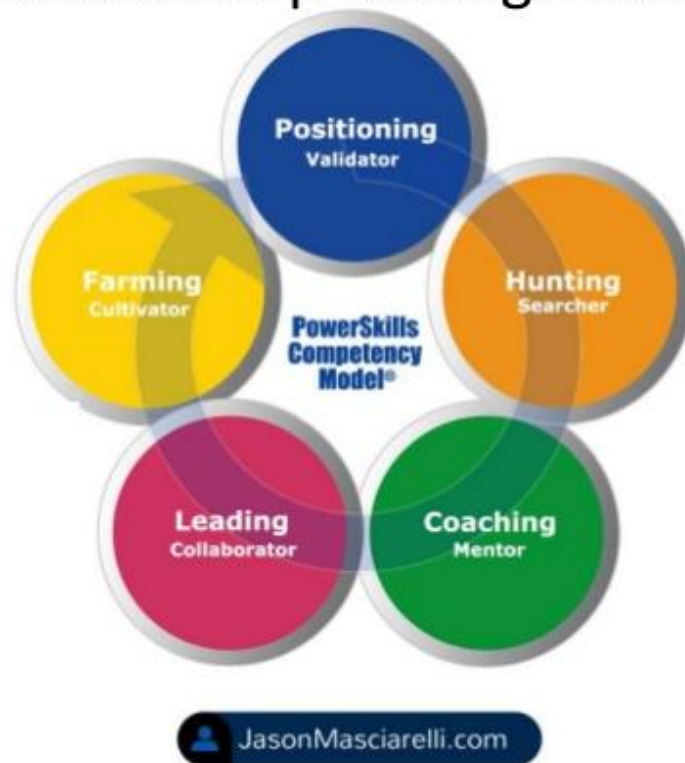 Positioning
Validator
Hunting
Searcher
Coaching
Mentor
Leading
Collaborator
Farming
Cultivator
PowerSkills
Competency
Model®
JasonMasciarelli.com